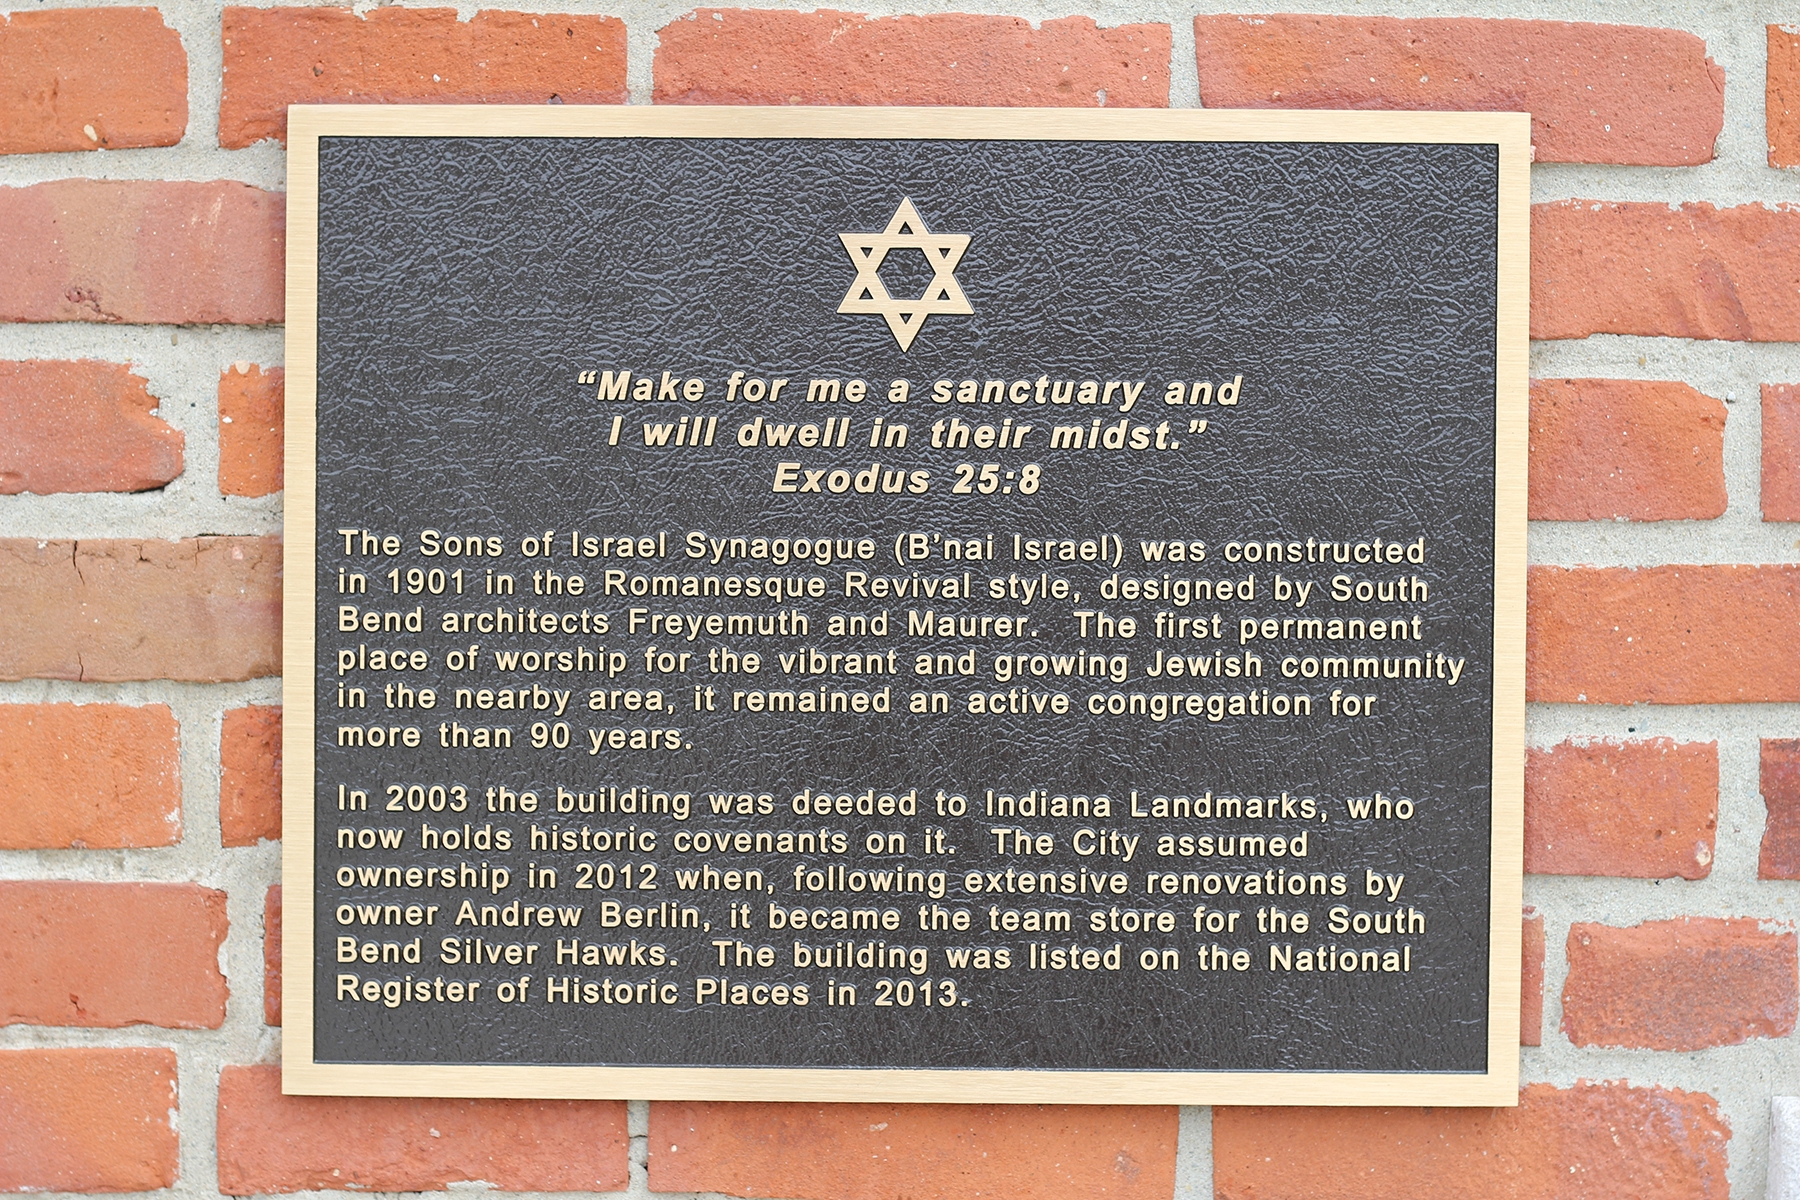 “Make for me a sanctuary and
I will dwell in their midst.”
Exodus 25:8
The Sons of Israel Synagogue (B’nai Israel) was constructed
in 1901 in the Romanesque Revival style, designed by South
Bend architects Freyemuth and Maurer.  The first permanent
place of worship for the vibrant and growing Jewish community
in the nearby area, it remained an active congregation for
more than 90 years.
In 2003 the building was deeded to Indiana Landmarks, who
now holds historic covenants on it.  The City assumed
ownership in 2012 when, following extensive renovations by
owner Andrew Berlin, it became the team store for the South
Bend Silver Hawks.  The building was listed on the National
Register of Historic Places in 2013.